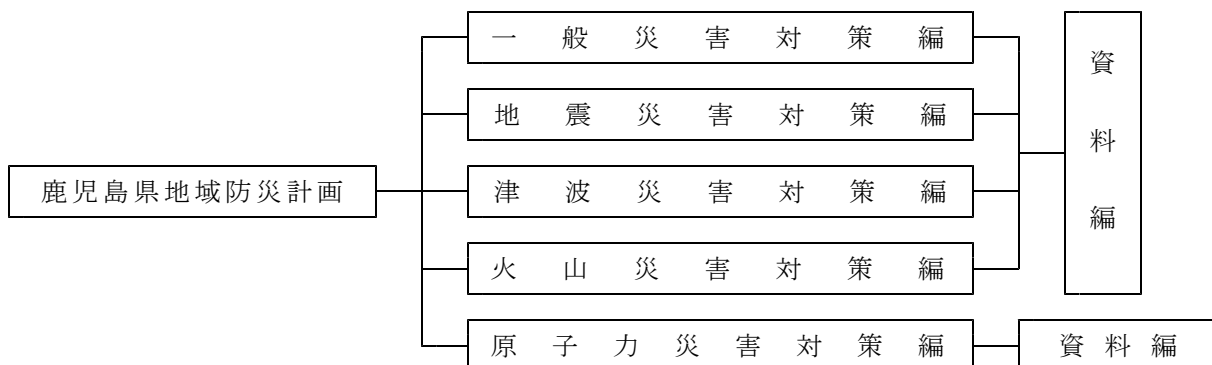 一般災害対策編
地震災害対策編
鹿児島県地域防災計画
津波災害対策編
火山災害対策編
原子力災害対策編
資料編
資料編